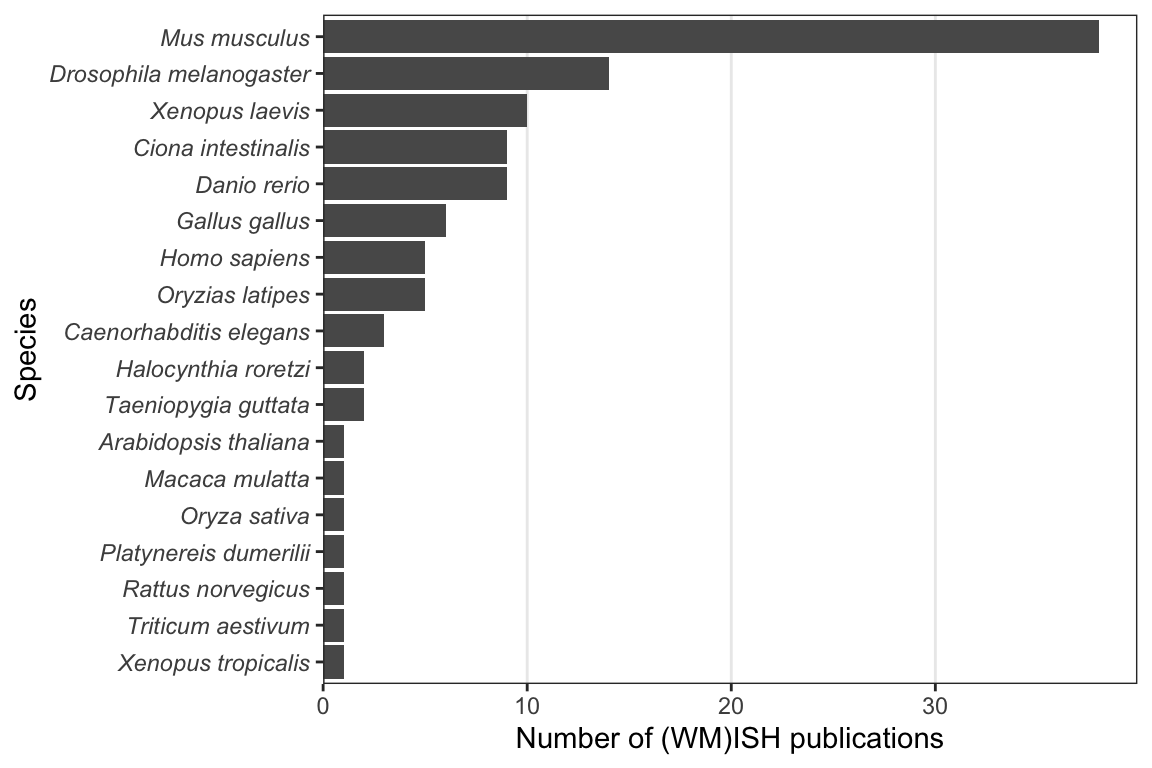 Mus musculus
Drosophila melanogaster
Xenopus laevis
Ciona intestinalis
Danio rerio
Gallus gallus
Homo sapiens
Oryzias latipes
Caenorhabditis elegans
Halocynthia roretzi
Taeniopygia guttata
Arabidopsis thaliana
Macaca mulatta
Oryza sativa
Platynereis dumerilii
Rattus norvegicus
Triticum aestivum
Xenopus tropicalis
Species
0 10 20 30
Number of (WM)ISH publications